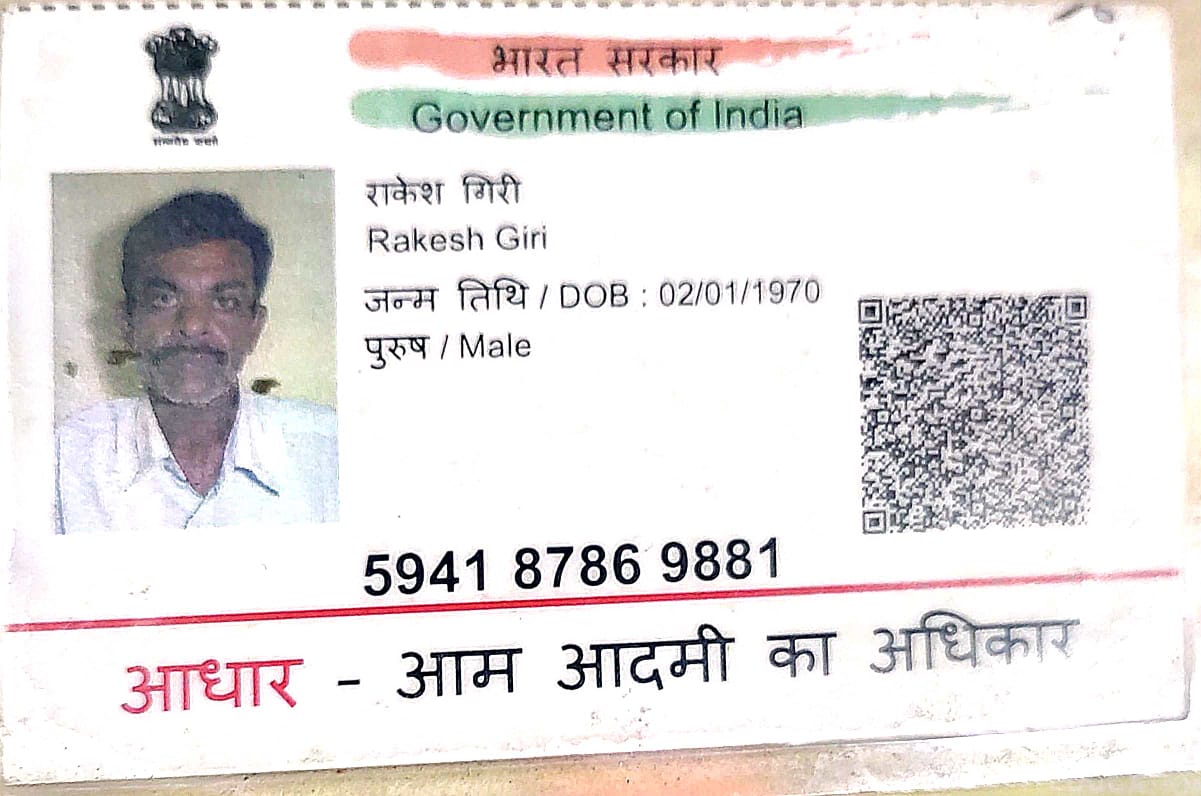 भारत सरकार
Government of India
सत्यमेव जयते
राकेश गिरी
Rakesh Giri
जन्म तिथि / DOB : 02/01/1970
पुरुष / Male
5941 8786 9881
आधार - आम आदमी का अधिकार